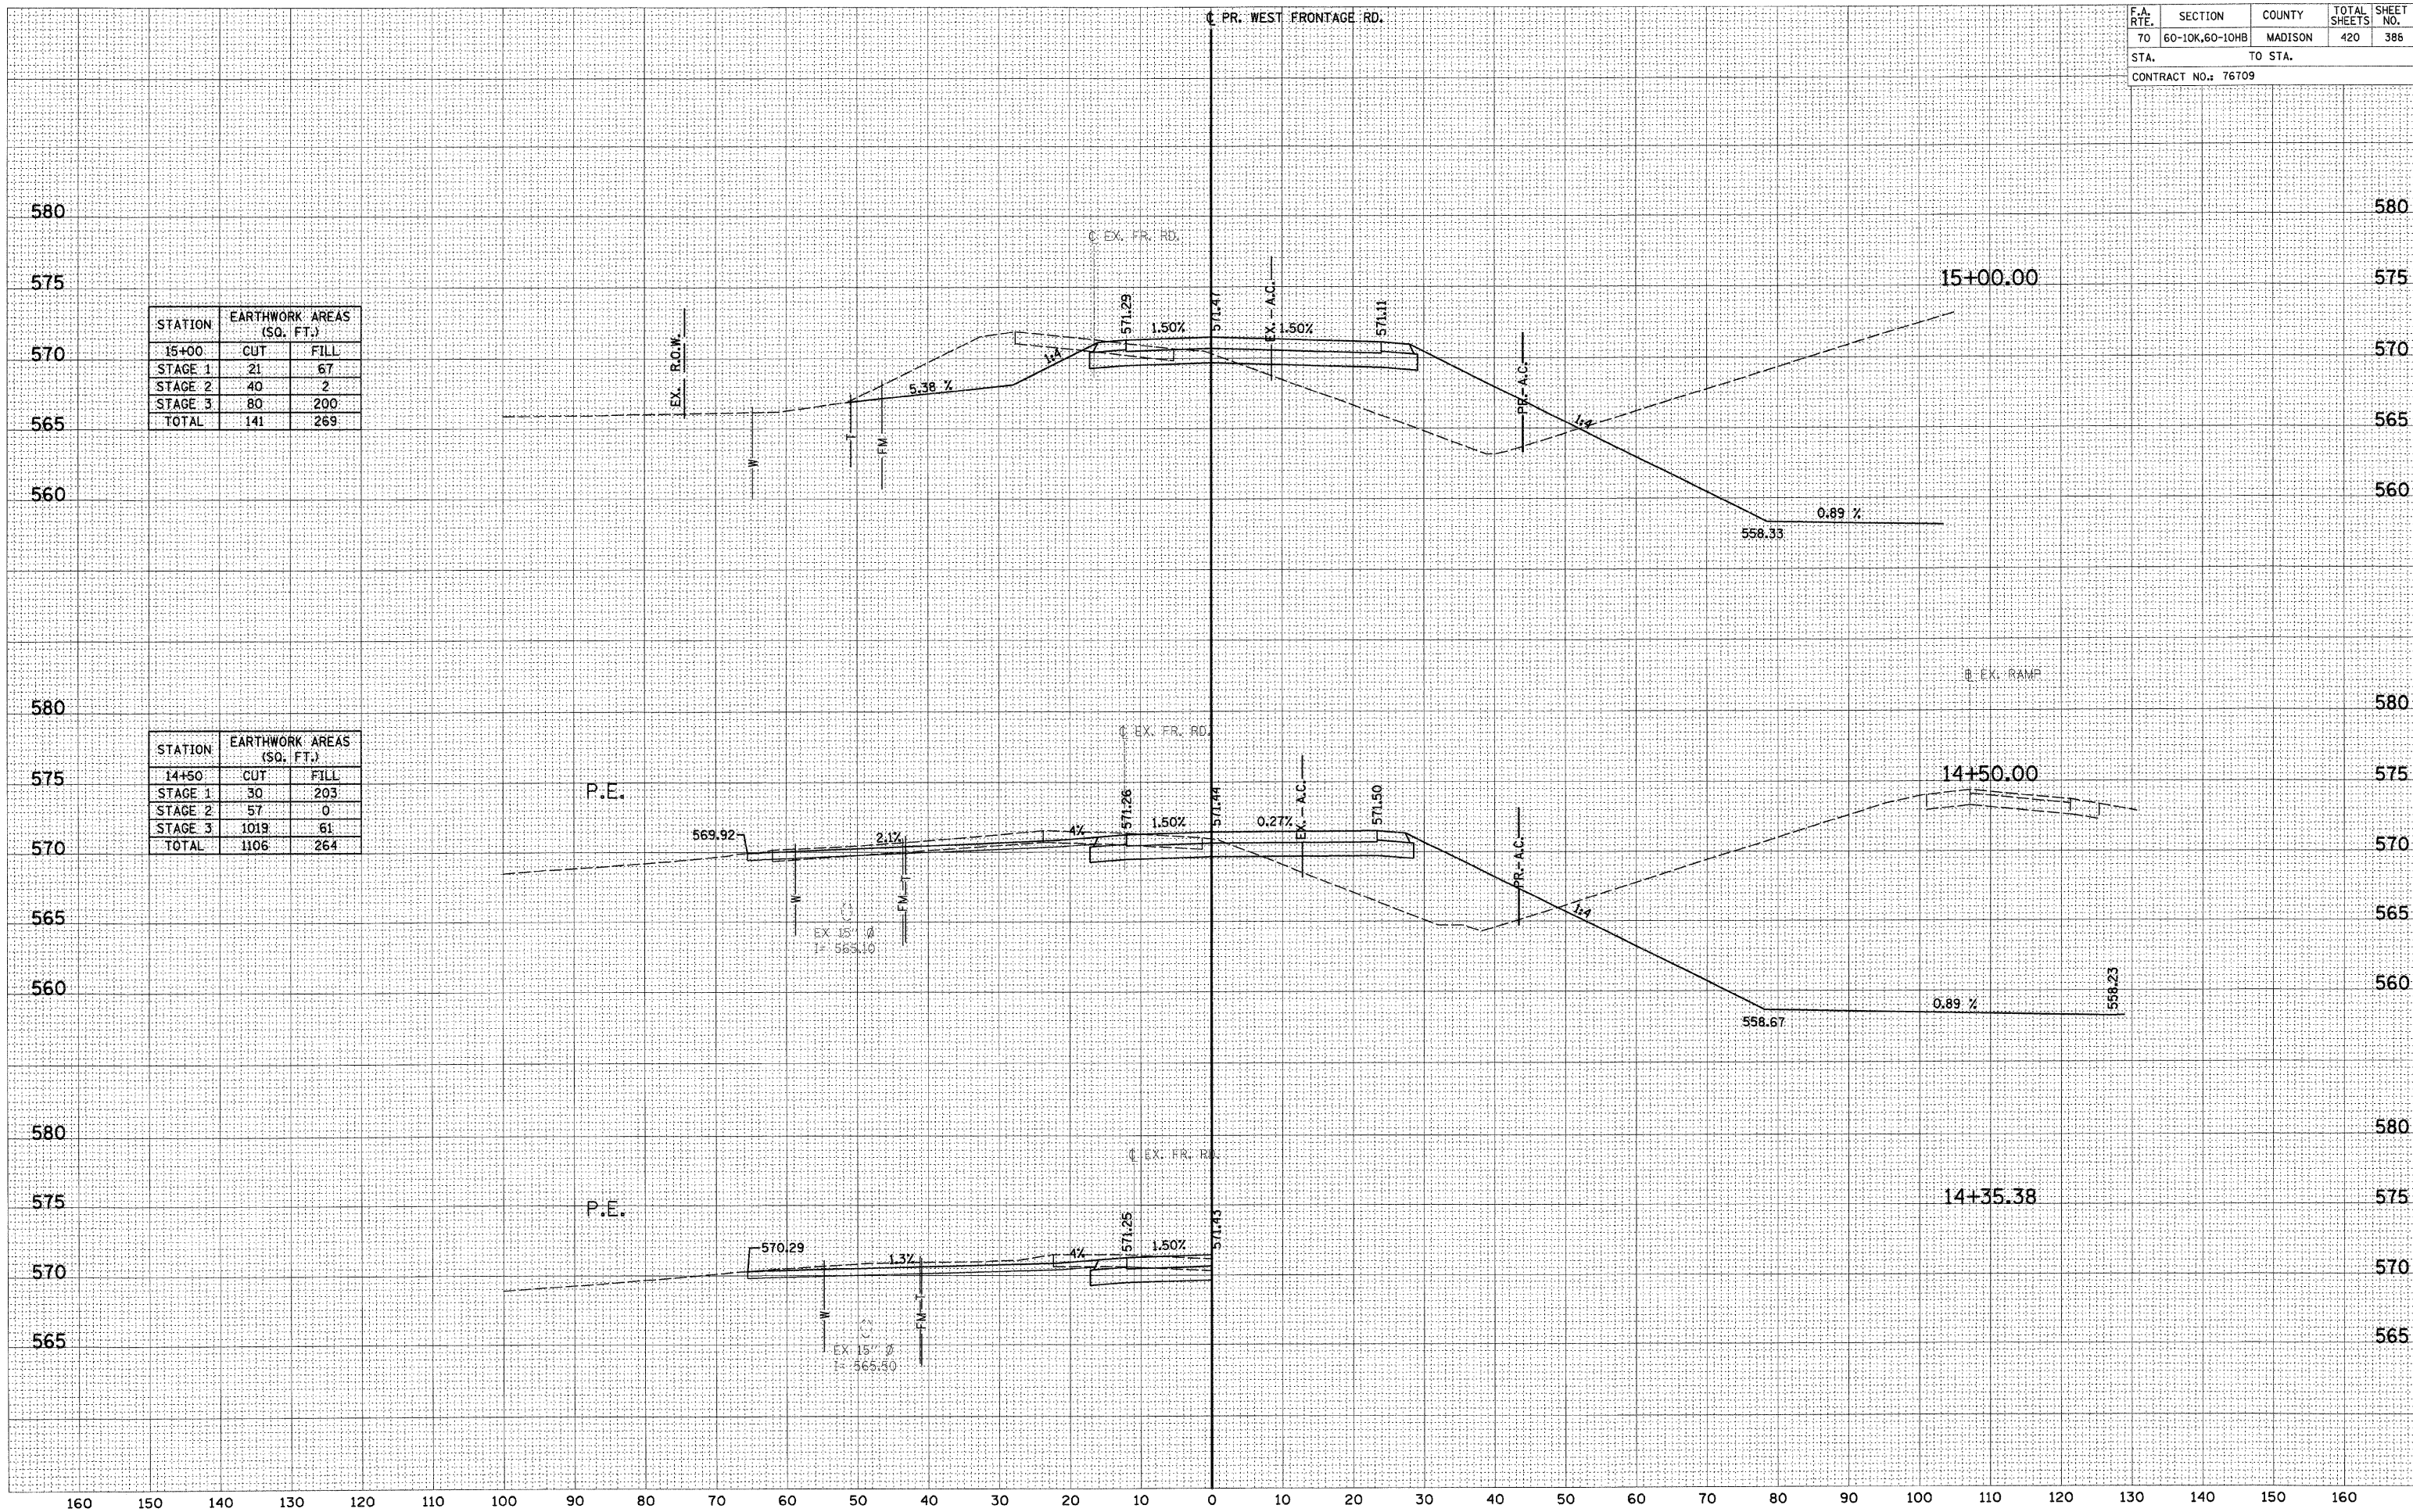 ℄ PR. WEST FRONTAGE RD.
F.A. RTE. SECTION COUNTY TOTAL SHEETS SHEET NO.
70 60-10K,60-10HB MADISON 420 386
STA. TO STA.
CONTRACT NO.: 76709
580 580
℄ EX. FR. RD.
575 15+00.00 575
STATION EARTHWORK AREAS (SQ. FT.)
15+00 CUT FILL
STAGE 1 21 67
STAGE 2 40 2
STAGE 3 80 200
TOTAL 141 269
EX. R.O.W.
571.29 1.50% 571.47 EX.-A.C. 1.50% 571.11
570 570
1:4
5.38 %
PR.-A.C.
1:4
565 565
W T FM
560 560
558.33 0.89 %
℄ EX. RAMP
580 580
℄ EX. FR. RD.
STATION EARTHWORK AREAS (SQ. FT.)
14+50 CUT FILL
STAGE 1 30 203
STAGE 2 57 0
STAGE 3 1019 61
TOTAL 1106 264
575 P.E. 14+50.00 575
569.92 2.1% 4% 571.26 1.50% 571.44 0.27% EX.-A.C. 571.50
570 570
PR.-A.C.
W FM T
1:4
565 565
EX 15" Ø
I= 565.10
560 560
558.67 0.89 % 558.23
580 580
℄ EX. FR. RD.
575 P.E. 14+35.38 575
570.29 1.3% 4% 571.25 1.50% 571.43
570 570
W FM T
565 565
EX 15" Ø
I= 565.50
160 150 140 130 120 110 100 90 80 70 60 50 40 30 20 10 0 10 20 30 40 50 60 70 80 90 100 110 120 130 140 150 160